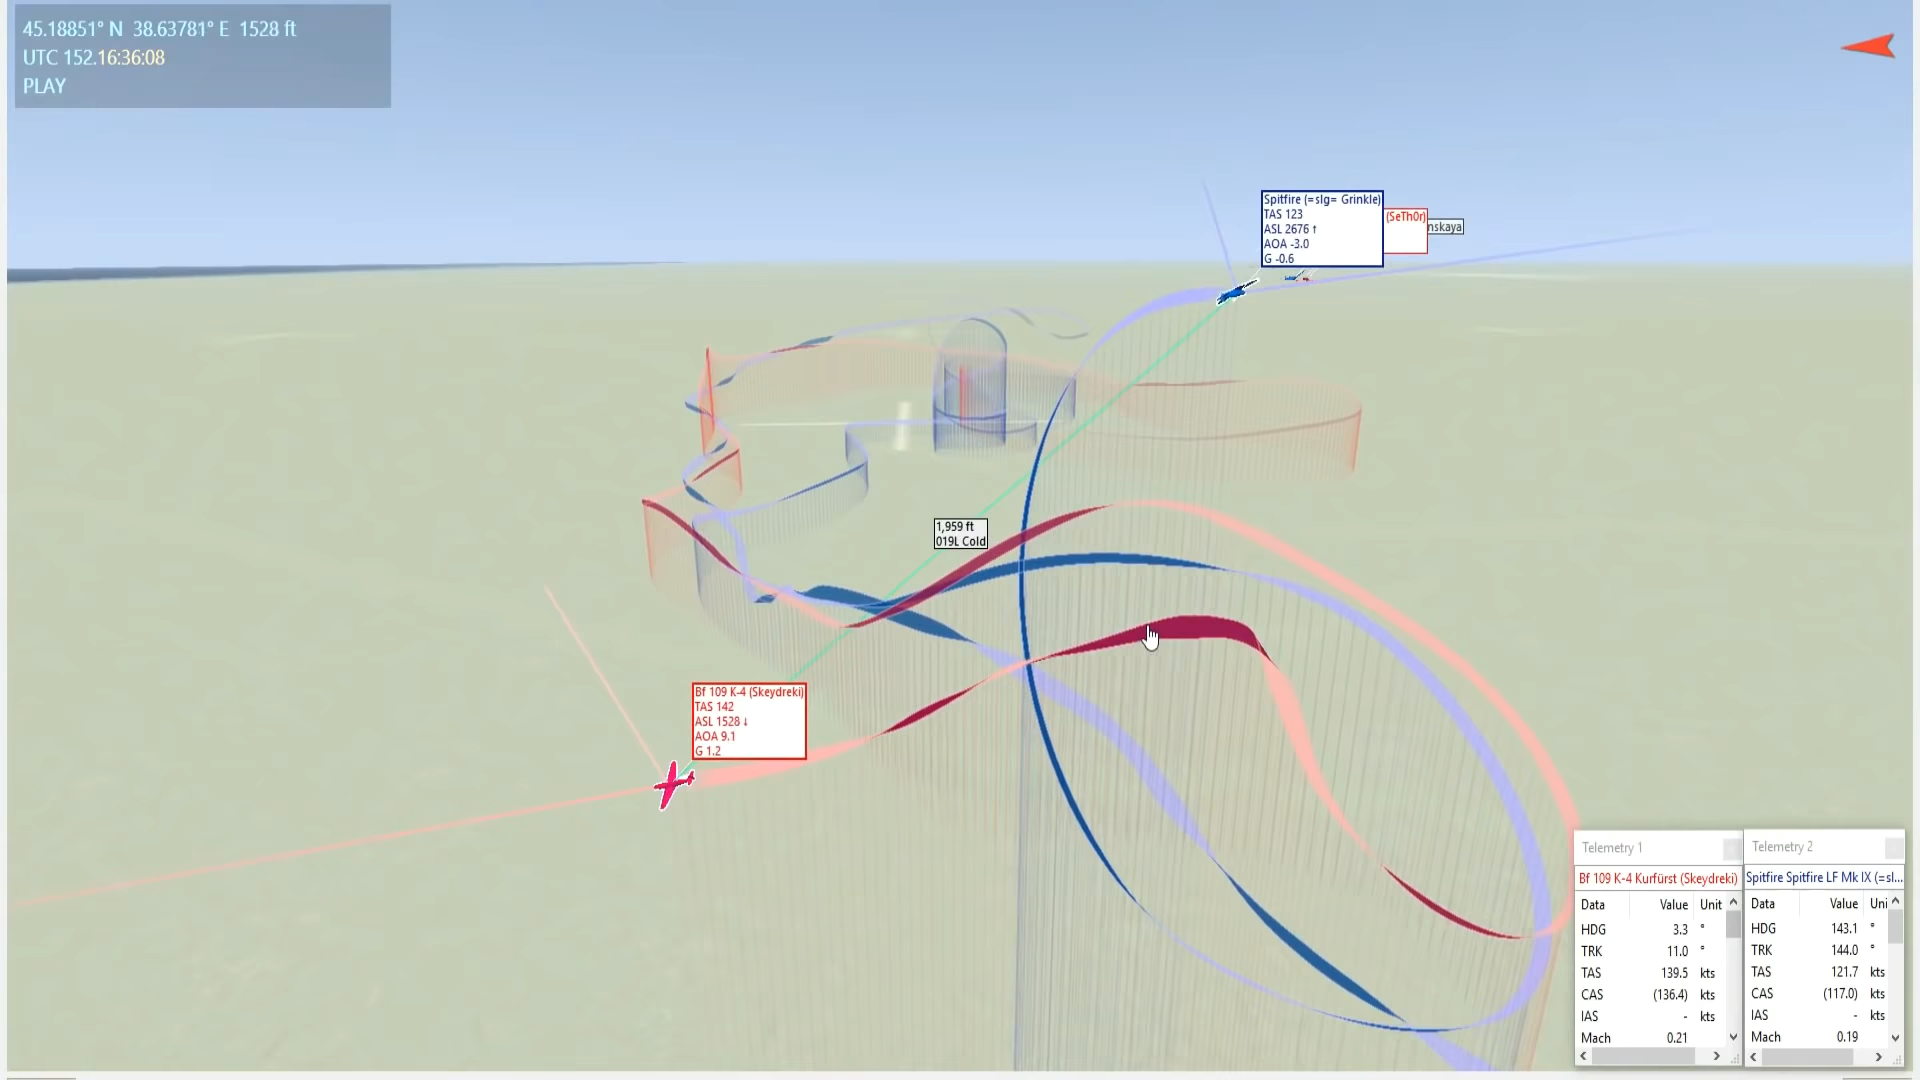 45.18851° N 38.63781° E 1528 ft
UTC 152.16:36:08
PLAY
Spitfire (=slg= Grinkle)
TAS 123
ASL 2676 ↑
AOA -3.0
G -0.6
(SeTh0r)
nskaya
1,959 ft
019L Cold
Bf 109 K-4 (Skeydreki)
TAS 142
ASL 1528 ↓
AOA 9.1
G 1.2
Telemetry 1
Bf 109 K-4 Kurfürst (Skeydreki)
Data Value Unit
HDG 3.3 °
TRK 11.0 °
TAS 139.5 kts
CAS (136.4) kts
IAS - kts
Mach 0.21
Telemetry 2
Spitfire Spitfire LF Mk IX (=sl...
Data Value Uni
HDG 143.1 °
TRK 144.0 °
TAS 121.7 kts
CAS (117.0) kts
IAS - kts
Mach 0.19